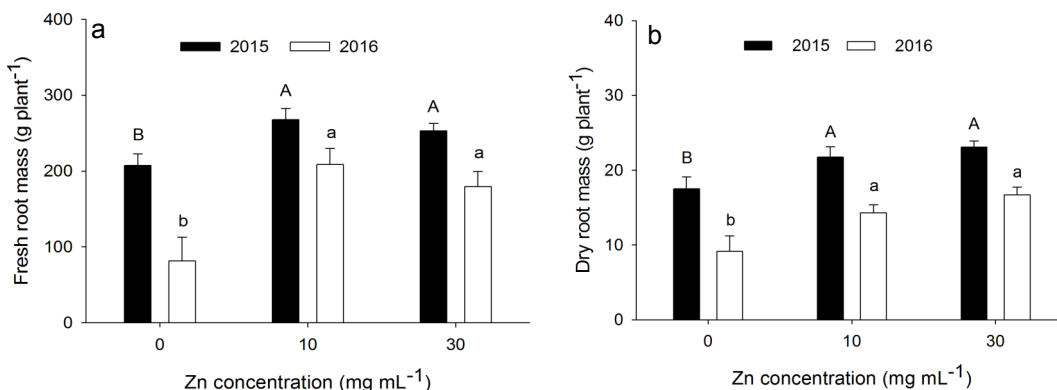 a
2015 2016
Fresh root mass (g plant⁻¹)
400
300
200
100
0
B
b
A
a
A
a
0 10 30
Zn concentration (mg mL⁻¹)
b
2015 2016
Dry root mass (g plant⁻¹)
40
30
20
10
0
B
b
A
a
A
a
0 10 30
Zn concentration (mg mL⁻¹)